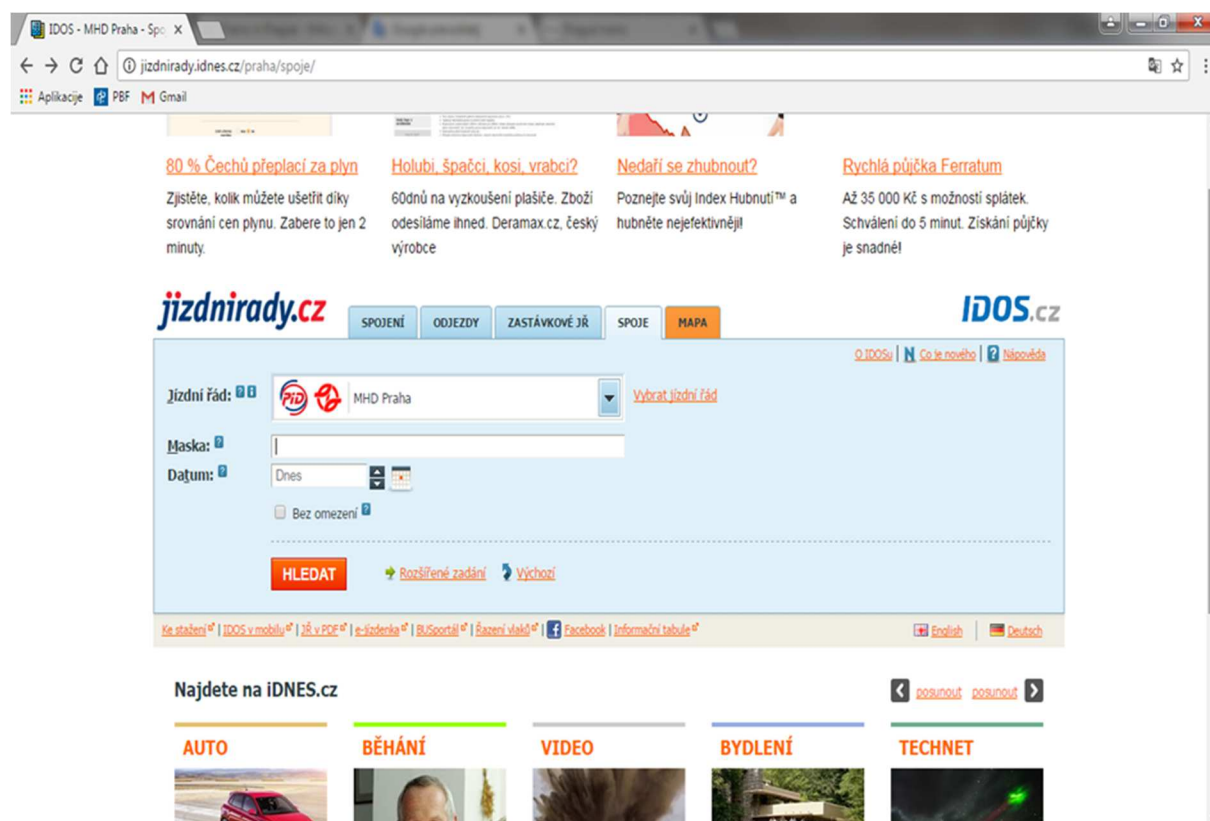 IDOS - MHD Praha - Spo
jizdnirady.idnes.cz/praha/spoje/
Aplikacije PBF Gmail
80 % Čechů přeplací za plyn
Zjistěte, kolik můžete ušetřit díky
srovnání cen plynu. Zabere to jen 2
minuty.
Holubi, špačci, kosi, vrabci?
60dnů na vyzkoušení plašiče. Zboží
odesíláme ihned. Deramax.cz, český
výrobce
Nedaří se zhubnout?
Poznejte svůj Index Hubnutí™ a
hubněte nejefektivněji!
Rychlá půjčka Ferratum
Až 35 000 Kč s možností splátek.
Schválení do 5 minut. Získání půjčky
je snadné!
jizdnirady.cz
SPOJENÍ ODJEZDY ZASTÁVKOVÉ JŘ SPOJE MAPA
IDOS.cz
O IDOSu | N Co je nového | ? Nápověda
Jízdní řád: PID MHD Praha Vybrat jízdní řád
Maska:
Datum: Dnes
Bez omezení
HLEDAT Rozšířené zadání Výchozí
Ke stažení | IDOS v mobilu | JŘ v PDF | e-jízdenka | BUSportál | Řazení vlaků | Facebook | Informační tabule English | Deutsch
Najdete na iDNES.cz posunout posunout
AUTO BĚHÁNÍ VIDEO BYDLENÍ TECHNET